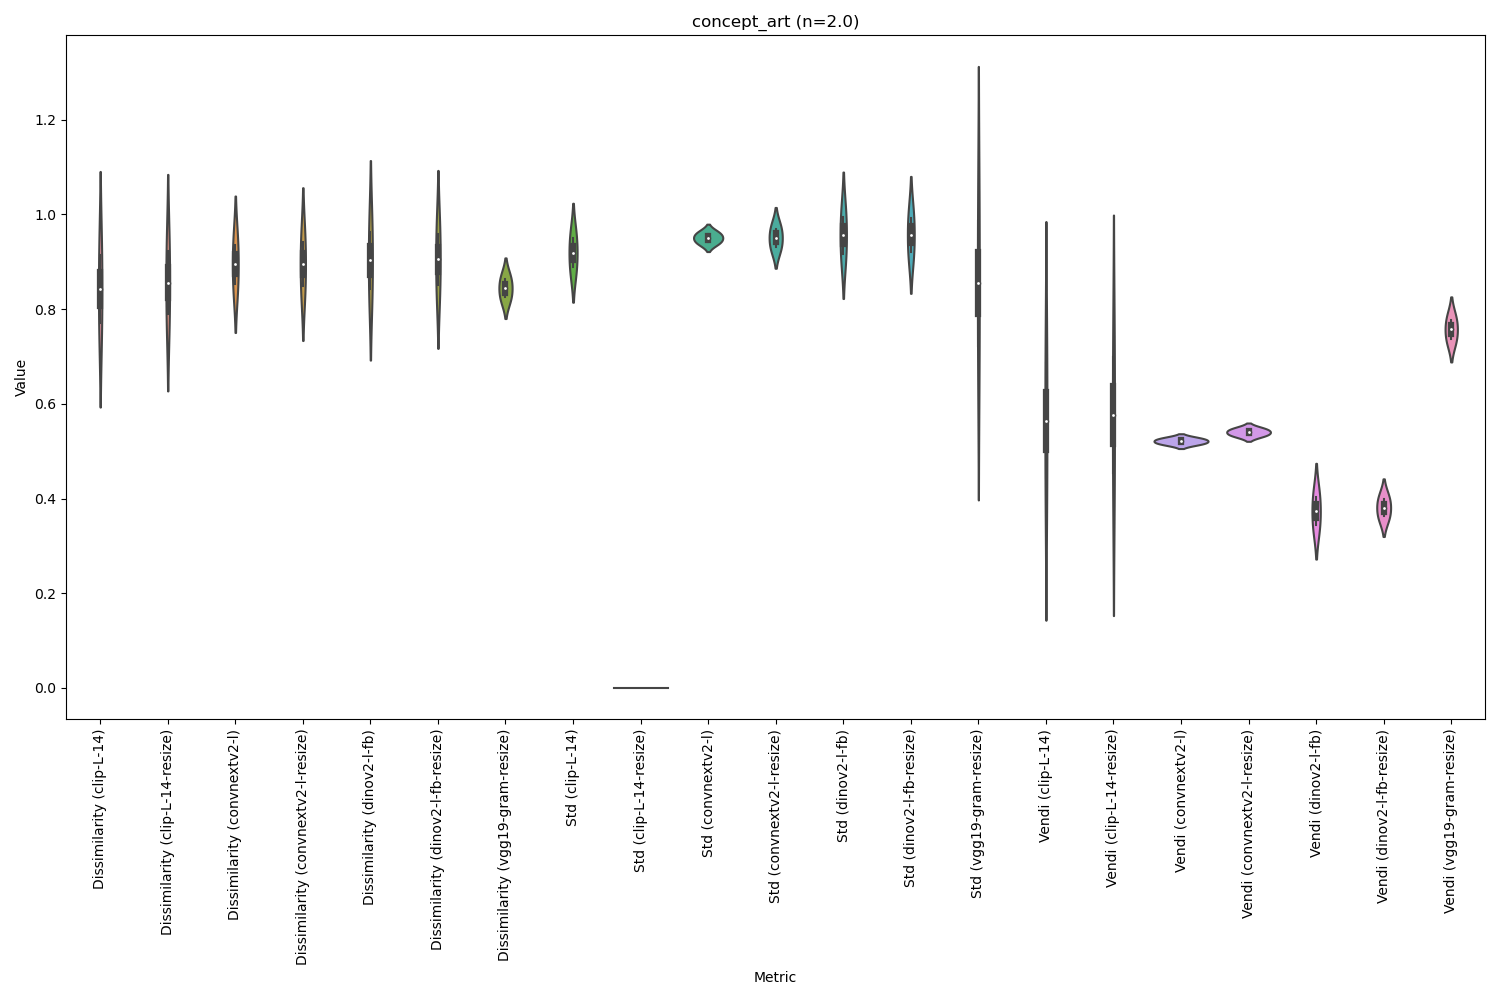 concept_art (n=2.0)
Value
1.2
1.0
0.8
0.6
0.4
0.2
0.0
Dissimilarity (clip-L-14)
Dissimilarity (clip-L-14-resize)
Dissimilarity (convnextv2-l)
Dissimilarity (convnextv2-l-resize)
Dissimilarity (dinov2-l-fb)
Dissimilarity (dinov2-l-fb-resize)
Dissimilarity (vgg19-gram-resize)
Std (clip-L-14)
Std (clip-L-14-resize)
Std (convnextv2-l)
Std (convnextv2-l-resize)
Std (dinov2-l-fb)
Std (dinov2-l-fb-resize)
Std (vgg19-gram-resize)
Vendi (clip-L-14)
Vendi (clip-L-14-resize)
Vendi (convnextv2-l)
Vendi (convnextv2-l-resize)
Vendi (dinov2-l-fb)
Vendi (dinov2-l-fb-resize)
Vendi (vgg19-gram-resize)
Metric